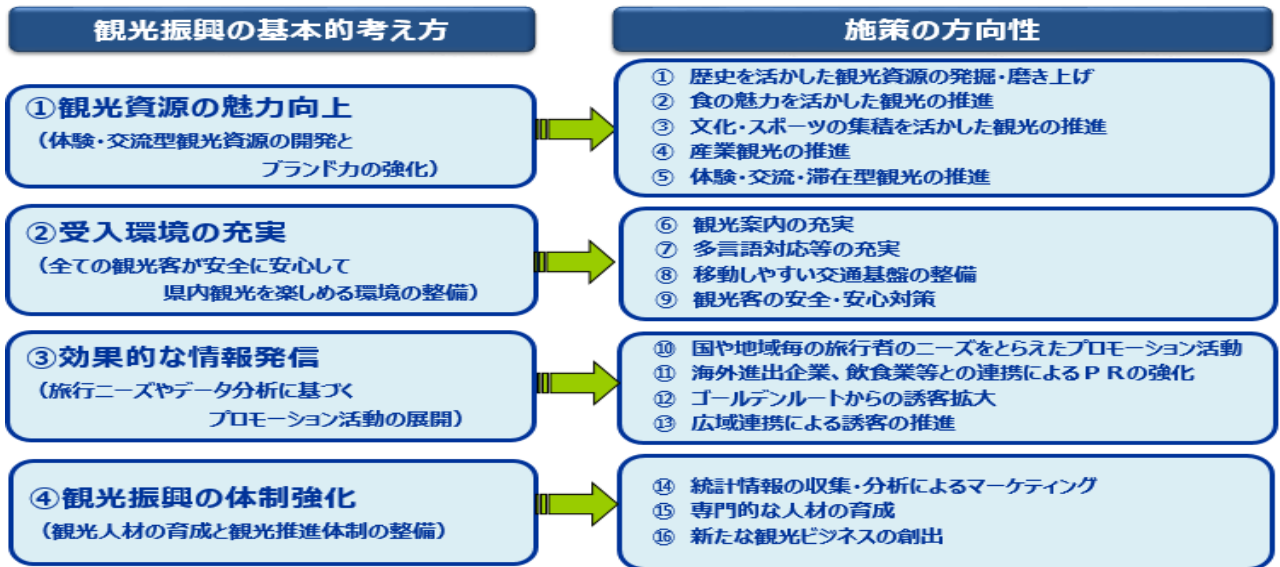 観光振興の基本的考え方
施策の方向性
①観光資源の魅力向上
（体験・交流型観光資源の開発と
ブランド力の強化）
① 歴史を活かした観光資源の発掘・磨き上げ
② 食の魅力を活かした観光の推進
③ 文化・スポーツの集積を活かした観光の推進
④ 産業観光の推進
⑤ 体験・交流・滞在型観光の推進
②受入環境の充実
（全ての観光客が安全に安心して
県内観光を楽しめる環境の整備）
⑥ 観光案内の充実
⑦ 多言語対応等の充実
⑧ 移動しやすい交通基盤の整備
⑨ 観光客の安全・安心対策
③効果的な情報発信
（旅行ニーズやデータ分析に基づく
プロモーション活動の展開）
⑩ 国や地域毎の旅行者のニーズをとらえたプロモーション活動
⑪ 海外進出企業、飲食業等との連携によるＰＲの強化
⑫ ゴールデンルートからの誘客拡大
⑬ 広域連携による誘客の推進
④観光振興の体制強化
（観光人材の育成と観光推進体制の整備）
⑭ 統計情報の収集・分析によるマーケティング
⑮ 専門的な人材の育成
⑯ 新たな観光ビジネスの創出